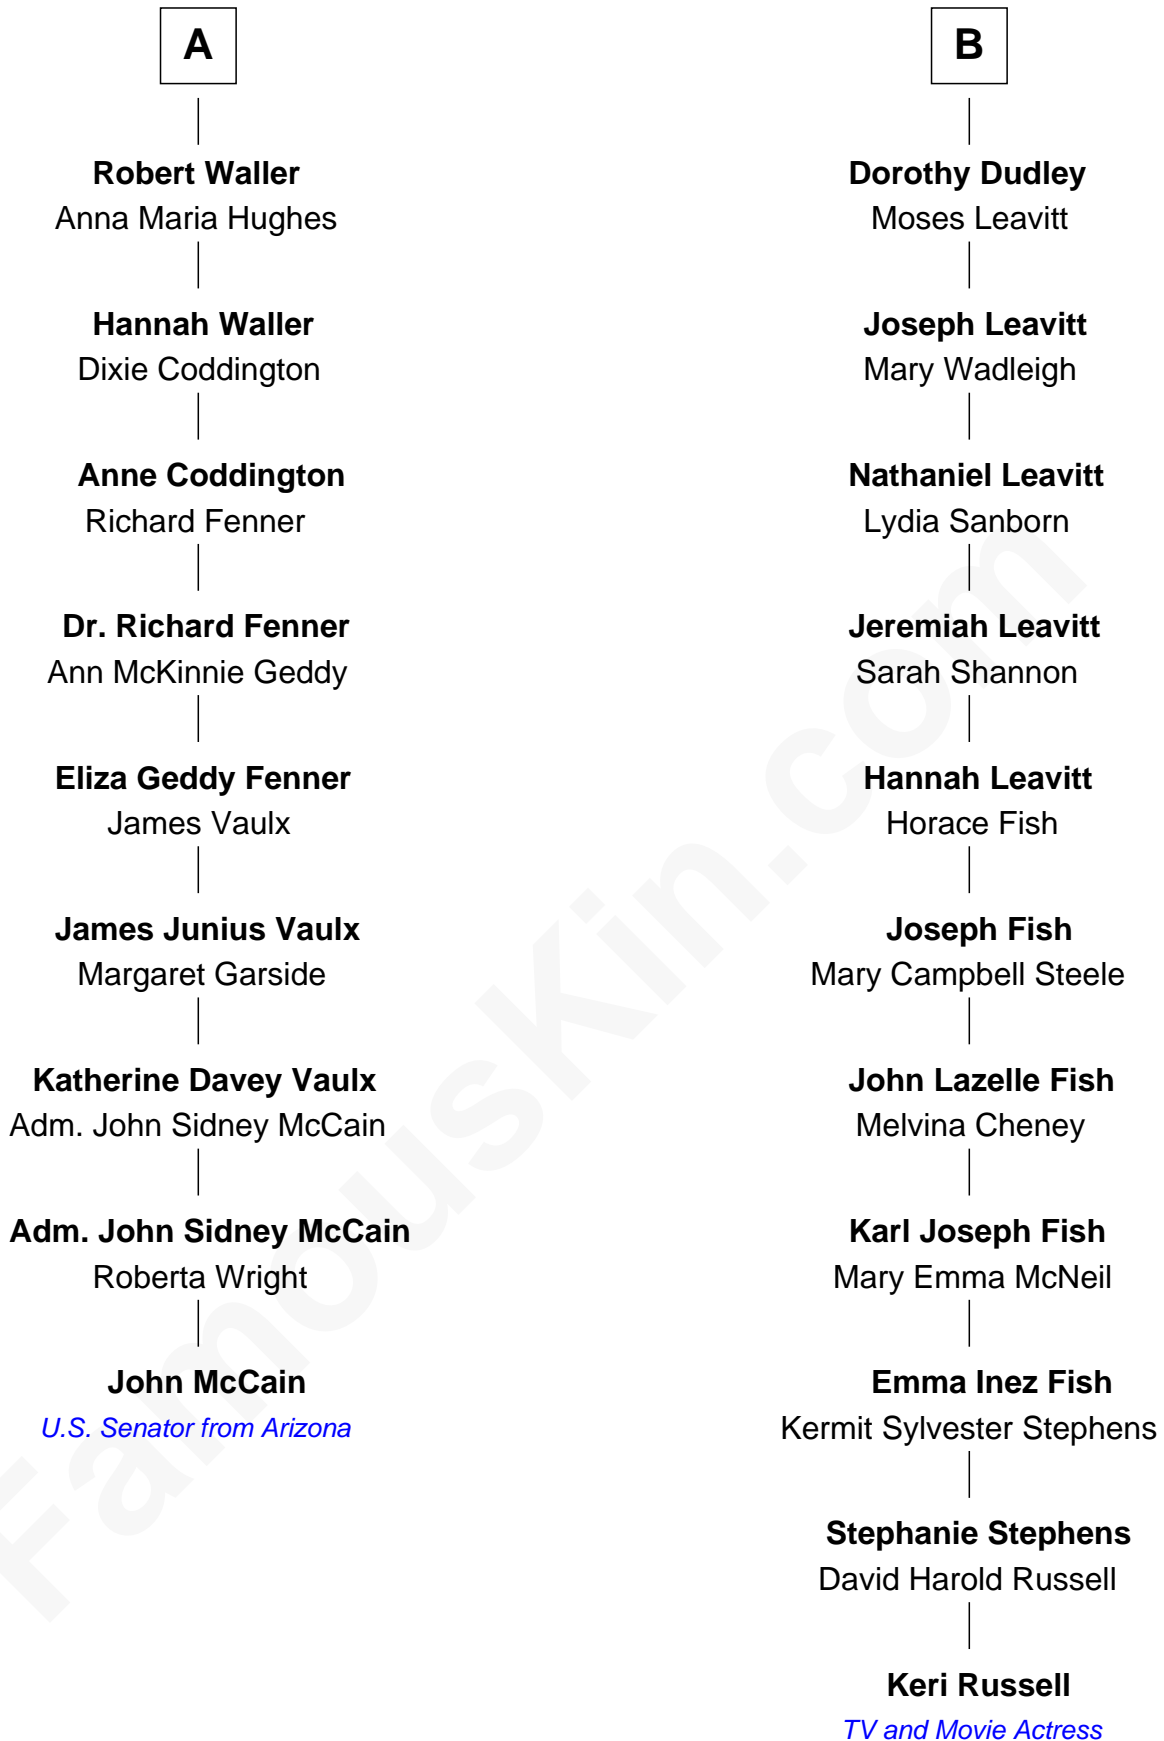 A
Robert Waller
Anna Maria Hughes
Hannah Waller
Dixie Coddington
Anne Coddington
Richard Fenner
Dr. Richard Fenner
Ann McKinnie Geddy
Eliza Geddy Fenner
James Vaulx
James Junius Vaulx
Margaret Garside
Katherine Davey Vaulx
Adm. John Sidney McCain
Adm. John Sidney McCain
Roberta Wright
John McCain
U.S. Senator from Arizona
B
Dorothy Dudley
Moses Leavitt
Joseph Leavitt
Mary Wadleigh
Nathaniel Leavitt
Lydia Sanborn
Jeremiah Leavitt
Sarah Shannon
Hannah Leavitt
Horace Fish
Joseph Fish
Mary Campbell Steele
John Lazelle Fish
Melvina Cheney
Karl Joseph Fish
Mary Emma McNeil
Emma Inez Fish
Kermit Sylvester Stephens
Stephanie Stephens
David Harold Russell
Keri Russell
TV and Movie Actress
FamousKin.com